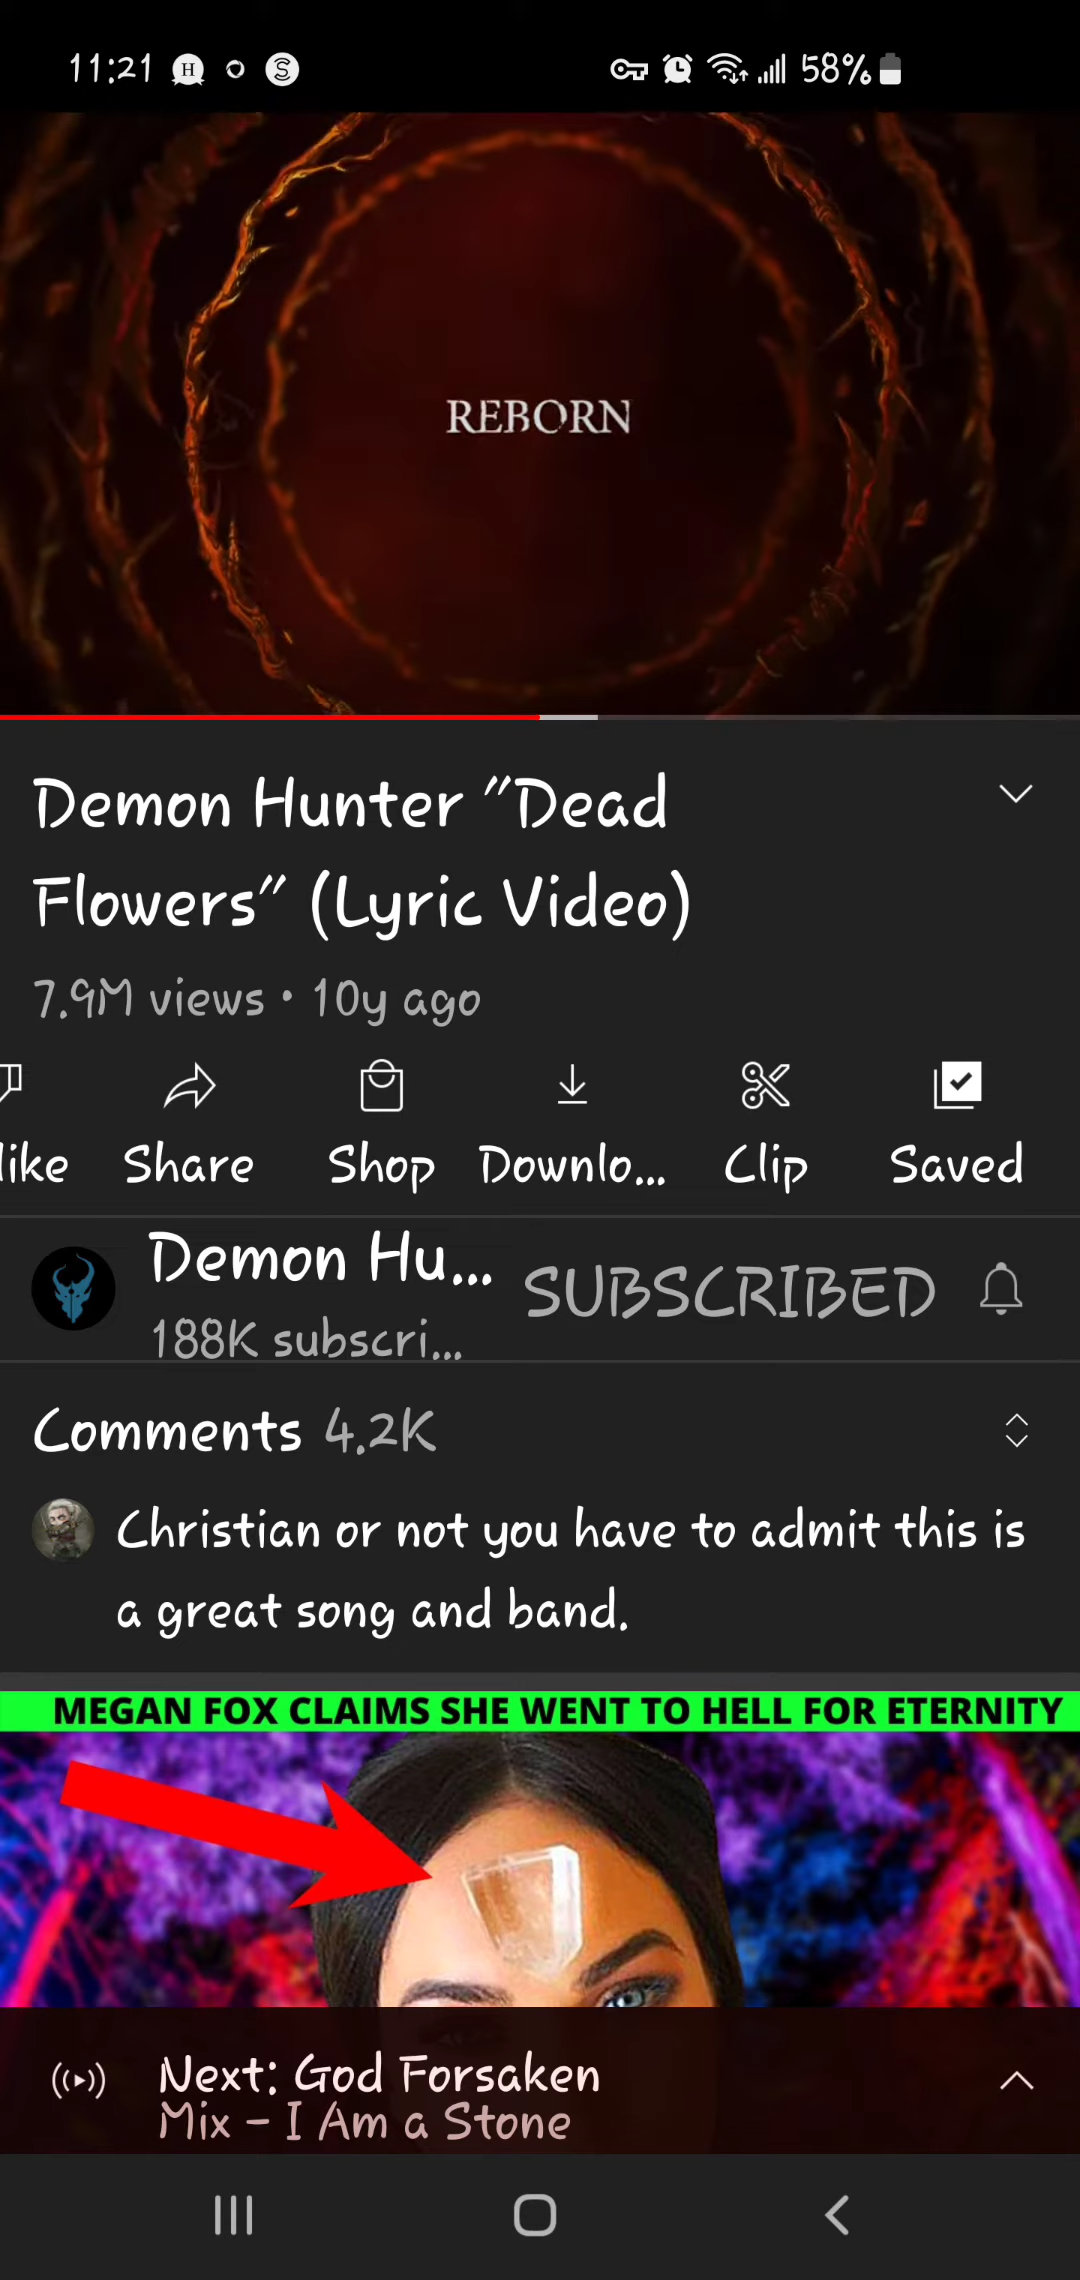 11:21 H S 58%
REBORN
Demon Hunter "Dead
Flowers" (Lyric Video)
7.9M views • 10y ago
like Share Shop Downlo... Clip Saved
Demon Hu...
188K subscri...
SUBSCRIBED
Comments 4.2K
Christian or not you have to admit this is
a great song and band.
MEGAN FOX CLAIMS SHE WENT TO HELL FOR ETERNITY
Next: God Forsaken
Mix - I Am a Stone